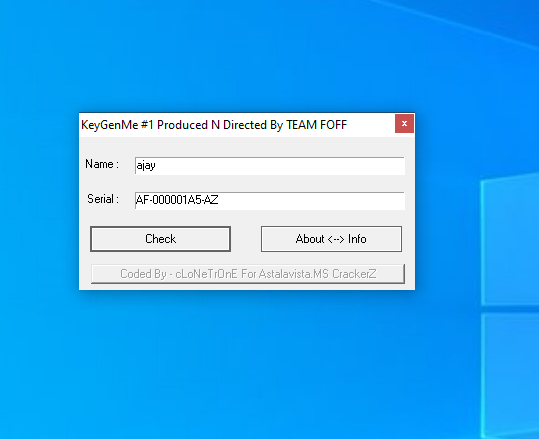 KeyGenMe #1 Produced N Directed By TEAM FOFF
x
Name : ajay
Serial : AF-000001A5-AZ
Check About <--> Info
Coded By - cLoNeTrOnE For Astalavista.MS CrackerZ